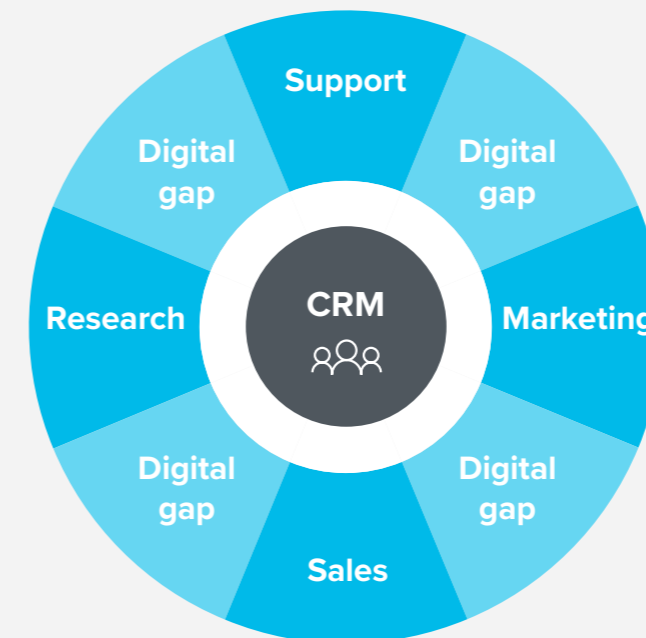 Support
Digital
gap
Digital
gap
Research
CRM
Marketing
Digital
gap
Digital
gap
Sales